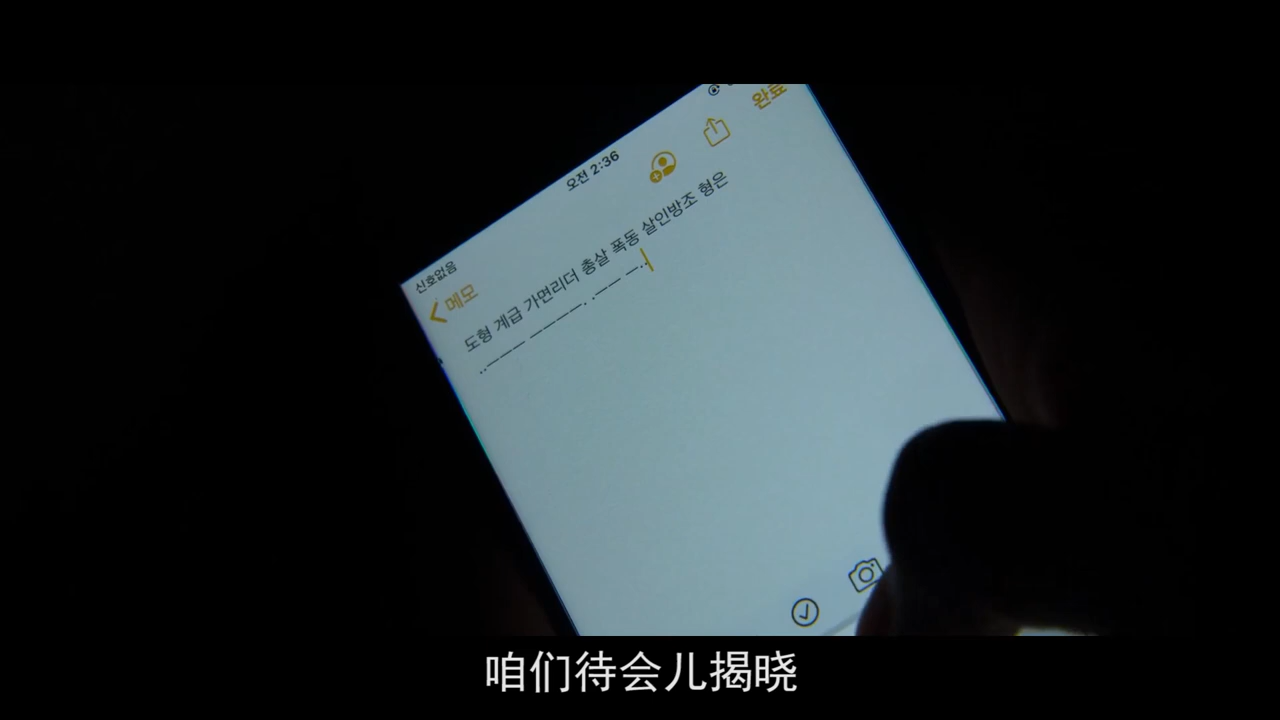 신호없음
오전 2:36
메모
완료
도형 계급 가면리더 총살 폭동 살인방조 형은
..——— ————. .—— —..
咱们待会儿揭晓